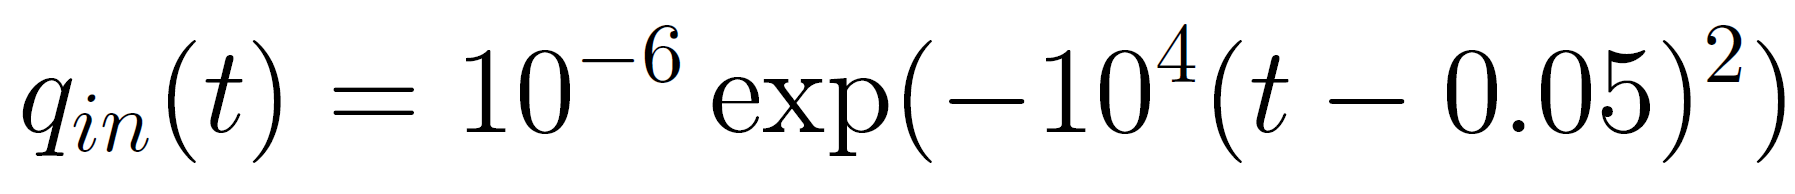 $q_{in}(t) = 10^{-6} \exp(-10^4(t - 0.05)^2)$